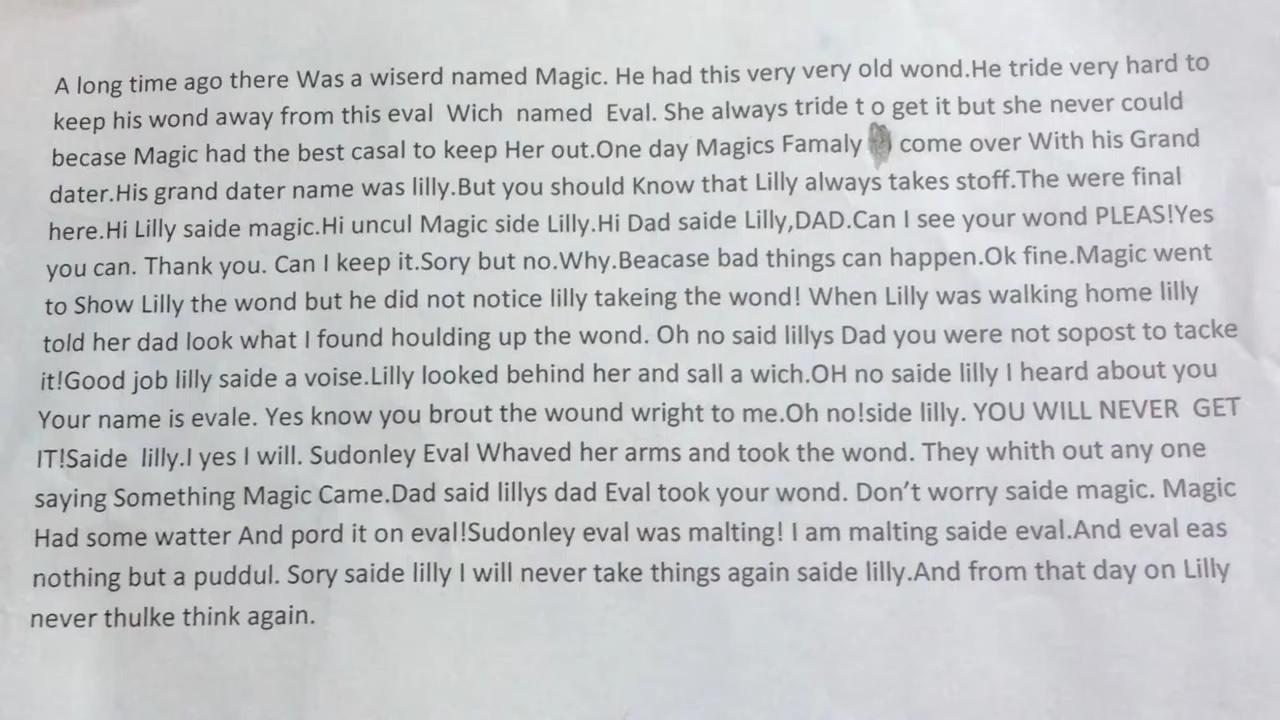 A long time ago there Was a wiserd named Magic. He had this very very old wond.He tride very hard to
keep his wond away from this eval Wich named Eval. She always tride t o get it but she never could
becase Magic had the best casal to keep Her out.One day Magics Famaly come over With his Grand
dater.His grand dater name was lilly.But you should Know that Lilly always takes stoff.The were final
here.Hi Lilly saide magic.Hi uncul Magic side Lilly.Hi Dad saide Lilly,DAD.Can I see your wond PLEAS!Yes
you can. Thank you. Can I keep it.Sory but no.Why.Beacase bad things can happen.Ok fine.Magic went
to Show Lilly the wond but he did not notice lilly takeing the wond! When Lilly was walking home lilly
told her dad look what I found houlding up the wond. Oh no said lillys Dad you were not sopost to tacke
it!Good job lilly saide a voise.Lilly looked behind her and sall a wich.OH no saide lilly I heard about you
Your name is evale. Yes know you brout the wound wright to me.Oh no!side lilly. YOU WILL NEVER GET
IT!Saide lilly.I yes I will. Sudonley Eval Whaved her arms and took the wond. They whith out any one
saying Something Magic Came.Dad said lillys dad Eval took your wond. Don't worry saide magic. Magic
Had some watter And pord it on eval!Sudonley eval was malting! I am malting saide eval.And eval eas
nothing but a puddul. Sory saide lilly I will never take things again saide lilly.And from that day on Lilly
never thulke think again.